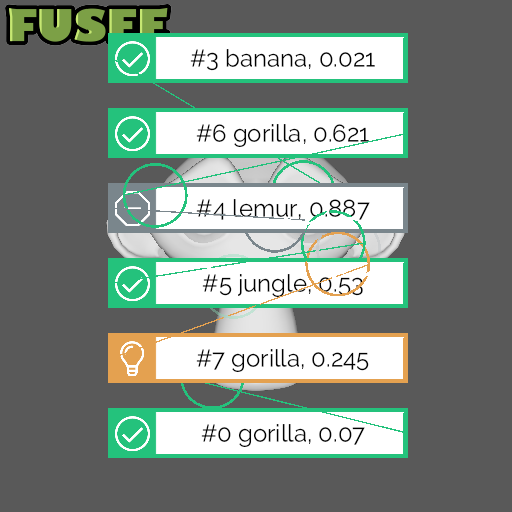 FUSEE
#3 banana, 0.021
#6 gorilla, 0.621
#4 lemur, 0.887
#5 jungle, 0.53
#7 gorilla, 0.245
#0 gorilla, 0.07